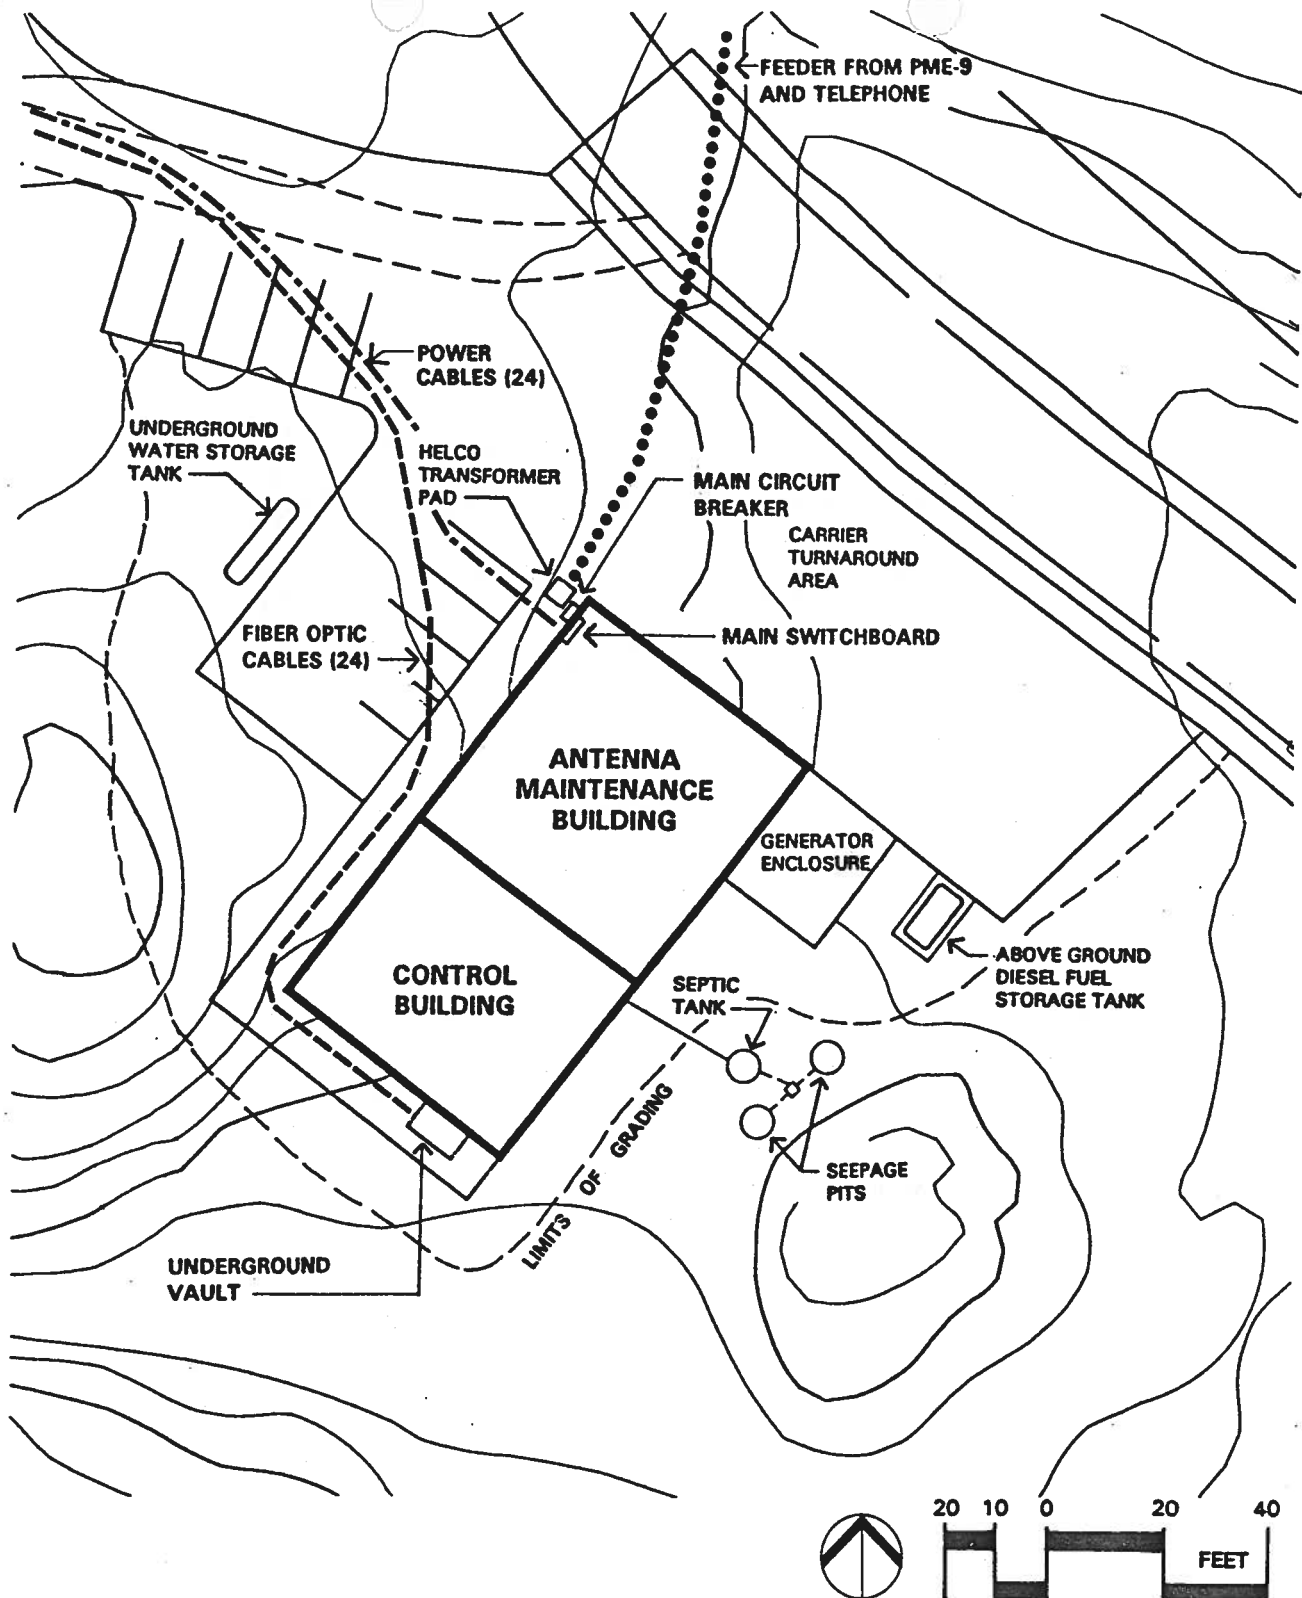 FEEDER FROM PME-9
AND TELEPHONE
POWER
CABLES (24)
UNDERGROUND
WATER STORAGE
TANK
HELCO
TRANSFORMER
PAD
MAIN CIRCUIT
BREAKER
CARRIER
TURNAROUND
AREA
FIBER OPTIC
CABLES (24)
MAIN SWITCHBOARD
ANTENNA
MAINTENANCE
BUILDING
GENERATOR
ENCLOSURE
CONTROL
BUILDING
SEPTIC
TANK
ABOVE GROUND
DIESEL FUEL
STORAGE TANK
LIMITS OF GRADING
SEEPAGE
PITS
UNDERGROUND
VAULT
20 10 0 20 40
FEET